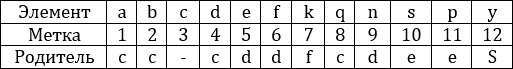 Элемент a b c d e f k q n s p y
Метка 1 2 3 4 5 6 7 8 9 10 11 12
Родитель c c - c d d f c d e e S